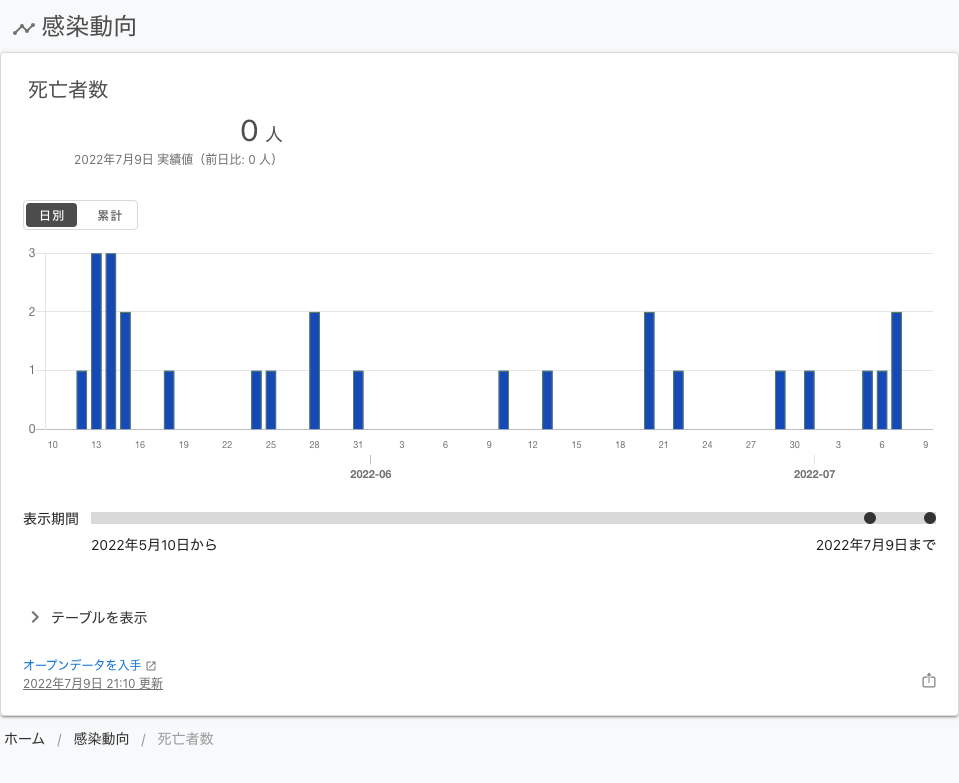 感染動向
死亡者数
0 人
2022年7月9日 実績値（前日比: 0 人）
日別 累計
3
2
1
0
10 13 16 19 22 25 28 31 3 6 9 12 15 18 21 24 27 30 3 6 9
2022-06 2022-07
表示期間
2022年5月10日から 2022年7月9日まで
テーブルを表示
オープンデータを入手
2022年7月9日 21:10 更新
ホーム / 感染動向 / 死亡者数